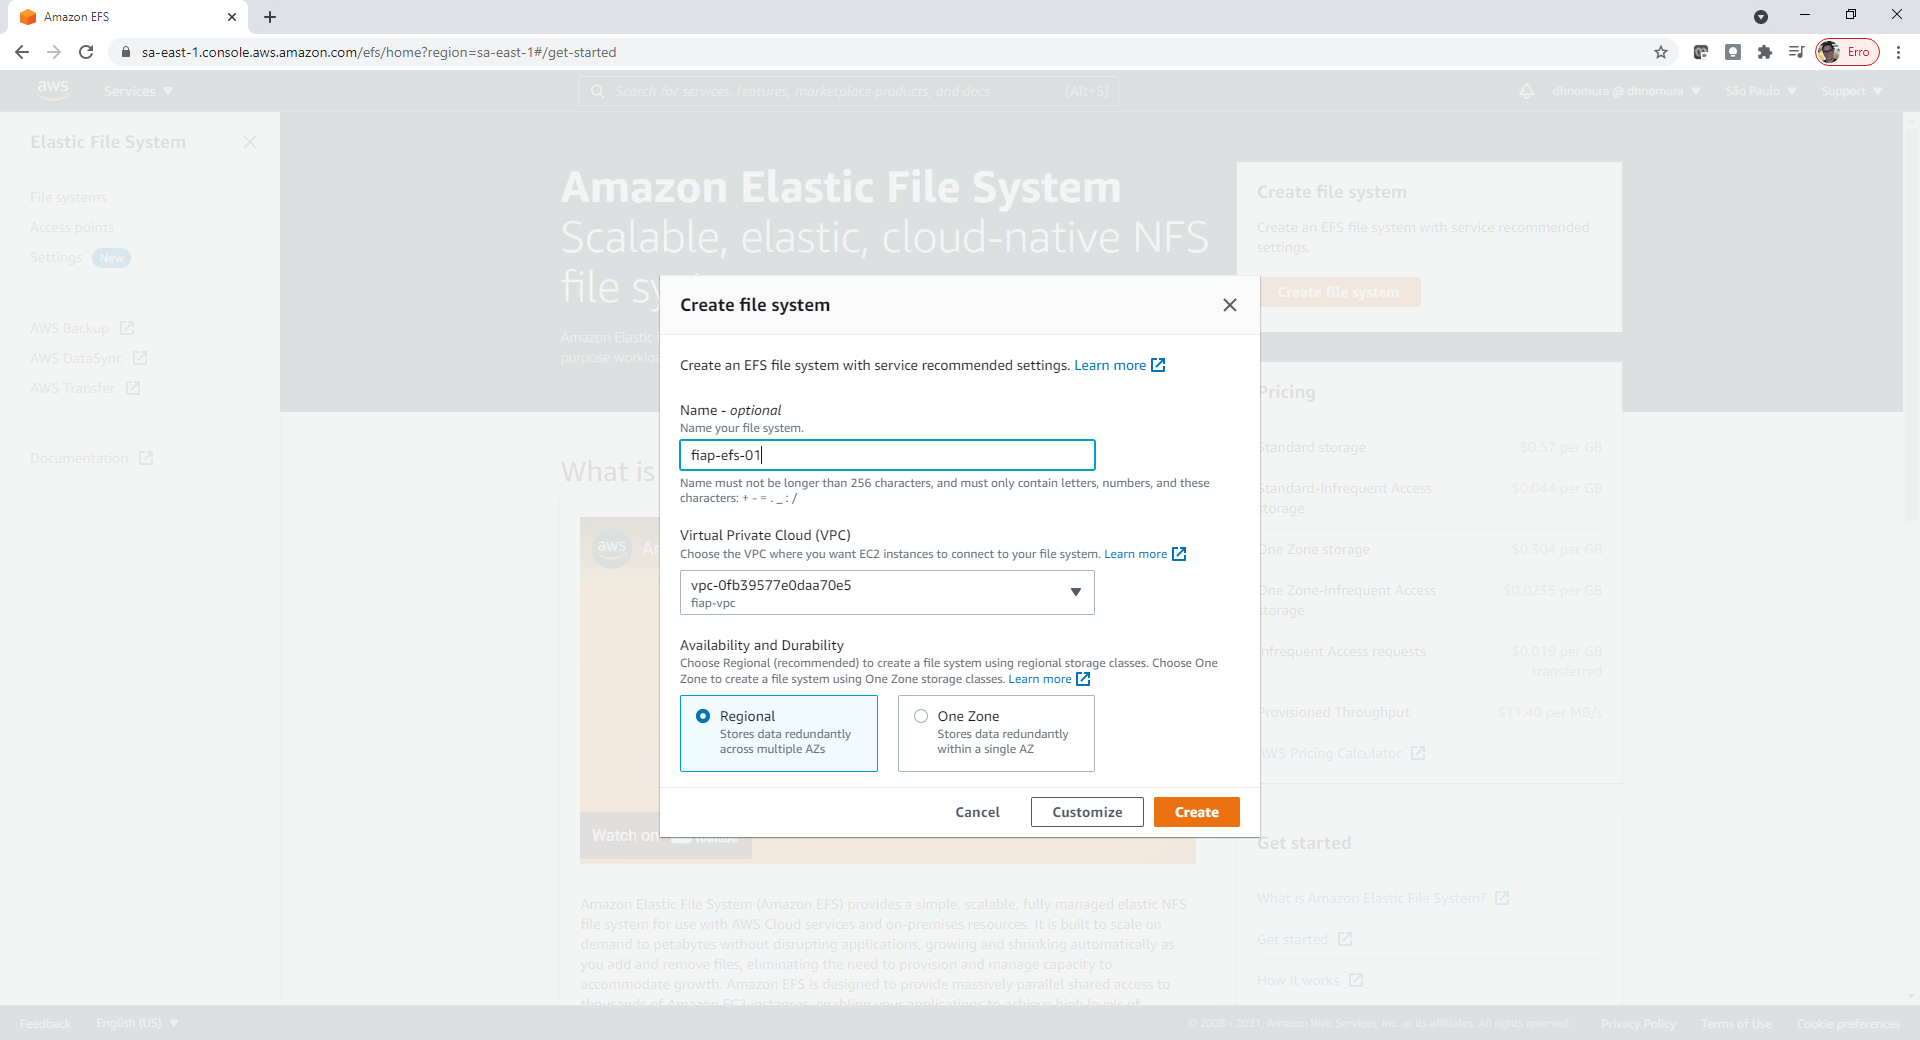 Amazon EFS
sa-east-1.console.aws.amazon.com/efs/home?region=sa-east-1#/get-started
Erro
aws
Services
Search for services, features, marketplace products, and docs
[Alt+S]
dhnomura @ dhnomura
São Paulo
Support
Elastic File System
File systems
Access points
Settings New
AWS Backup
AWS DataSync
AWS Transfer
Documentation
Amazon Elastic File System
Scalable, elastic, cloud-native NFS
file sy
Amazon Elastic
purpose workloa
What is
aws
Watch on
Create file system
Create an EFS file system with service recommended settings. Learn more
Name - optional
Name your file system.
fiap-efs-01
Name must not be longer than 256 characters, and must only contain letters, numbers, and these
characters: + - = . _ : /
Virtual Private Cloud (VPC)
Choose the VPC where you want EC2 instances to connect to your file system. Learn more
vpc-0fb39577e0daa70e5
fiap-vpc
Availability and Durability
Choose Regional (recommended) to create a file system using regional storage classes. Choose One
Zone to create a file system using One Zone storage classes. Learn more
Regional
Stores data redundantly
across multiple AZs
One Zone
Stores data redundantly
within a single AZ
Cancel
Customize
Create
Amazon Elastic File System (Amazon EFS) provides a simple, scalable, fully managed elastic NFS
file system for use with AWS Cloud services and on-premises resources. It is built to scale on
demand to petabytes without disrupting applications, growing and shrinking automatically as
you add and remove files, eliminating the need to provision and manage capacity to
accommodate growth. Amazon EFS is designed to provide massively parallel shared access to
thousands of Amazon EC2 instances, enabling your applications to achieve high levels of
Create file system
Create an EFS file system with service recommended
settings.
Create file system
Pricing
Standard storage
$0.57 per GB
Standard-Infrequent Access
storage
$0.044 per GB
One Zone storage
$0.304 per GB
One Zone-Infrequent Access
storage
$0.0235 per GB
Infrequent Access requests
$0.019 per GB
transferred
Provisioned Throughput
$11.40 per MB/s
AWS Pricing Calculator
Get started
What is Amazon Elastic File System?
Get started
How it works
Feedback
English (US)
© 2008 - 2021, Amazon Web Services, Inc. or its affiliates. All rights reserved.
Privacy Policy
Terms of Use
Cookie preferences